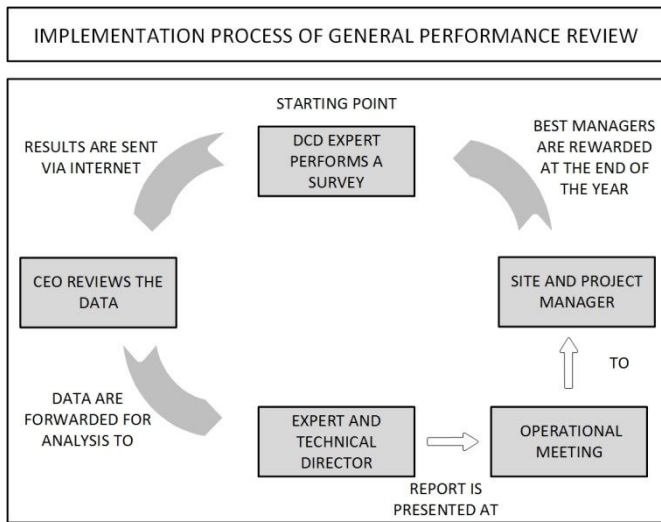 IMPLEMENTATION PROCESS OF GENERAL PERFORMANCE REVIEW
STARTING POINT
DCD EXPERT
PERFORMS A
SURVEY
RESULTS ARE SENT
VIA INTERNET
CEO REVIEWS THE
DATA
DATA ARE
FORWARDED FOR
ANALYSIS TO
EXPERT AND
TECHNICAL
DIRECTOR
REPORT IS
PRESENTED AT
OPERATIONAL
MEETING
TO
SITE AND PROJECT
MANAGER
BEST MANAGERS
ARE REWARDED
AT THE END OF
THE YEAR